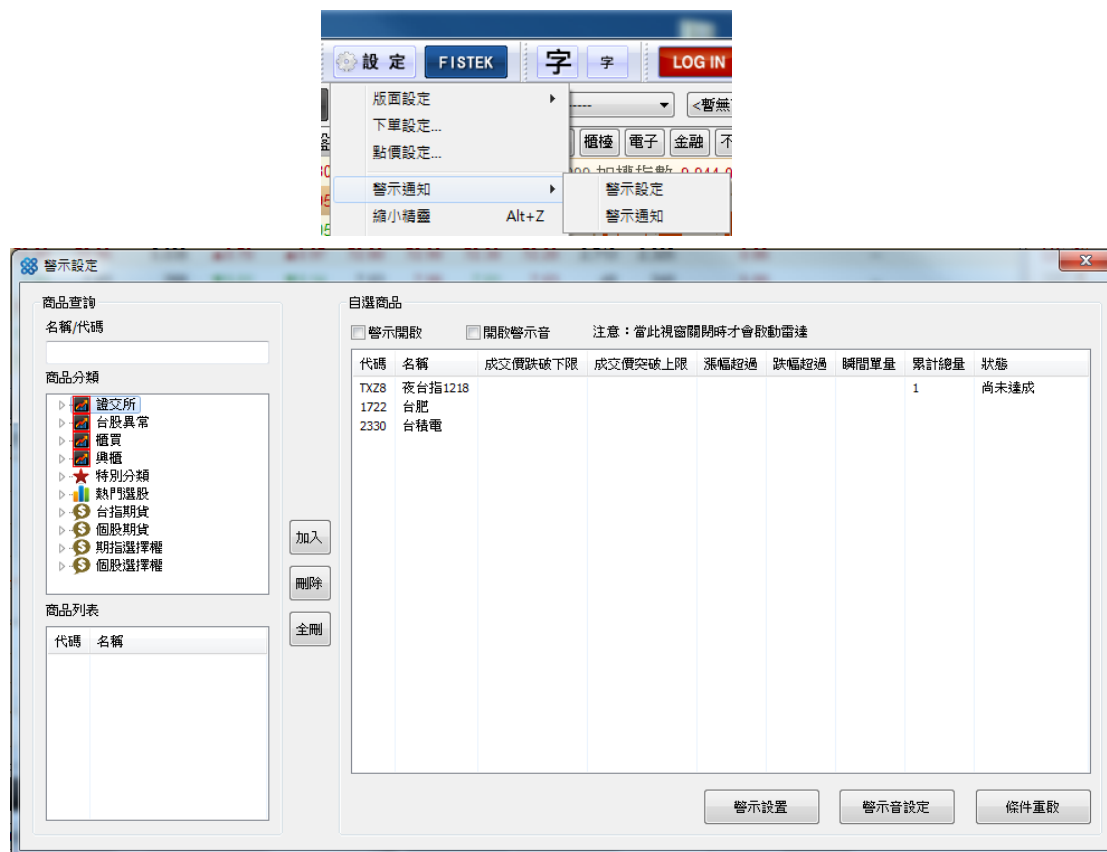 設 定 FISTEK 字 字 LOG IN
版面設定 ---- <暫無
下單設定...
櫃檯 電子 金融 不
點價設定...
警示通知 警示設定
縮小精靈 Alt+Z 警示通知
警示設定
商品查詢 自選商品
名稱/代碼 警示開啟 開啟警示音 注意：當此視窗關閉時才會啟動雷達
代碼 名稱 成交價跌破下限 成交價突破上限 漲幅超過 跌幅超過 瞬間單量 累計總量 狀態
商品分類
TXZ8 夜台指1218 1 尚未達成
1722 台肥
2330 台積電
證交所
台股異常
櫃買
興櫃
特別分類
熱門選股
台指期貨
個股期貨
期指選擇權
個股選擇權
加入
刪除
全刪
商品列表
代碼 名稱
警示設置 警示音設定 條件重啟